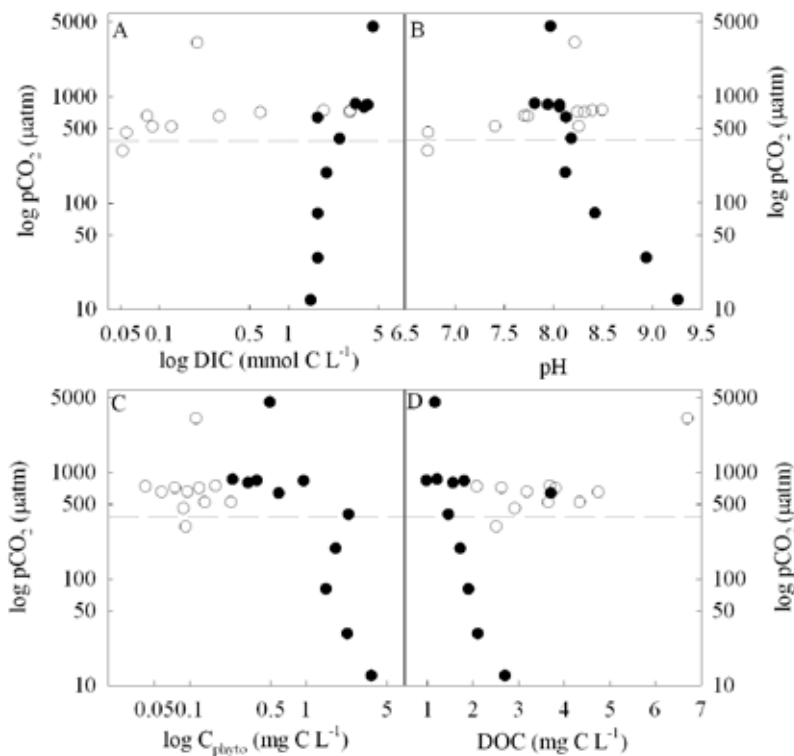 A
B
5000
1000
500
100
50
10
log pCO2 (μatm)
5000
1000
500
100
50
10
log pCO2 (μatm)
0.05 0.1 0.5 1 5 6.5 7.0 7.5 8.0 8.5 9.0 9.5
log DIC (mmol C L-1)
pH
C
D
5000
1000
500
100
50
10
log pCO2 (μatm)
5000
1000
500
100
50
10
log pCO2 (μatm)
0.05 0.1 0.5 1 5 1 2 3 4 5 6 7
log Cphyto (mg C L-1)
DOC (mg C L-1)